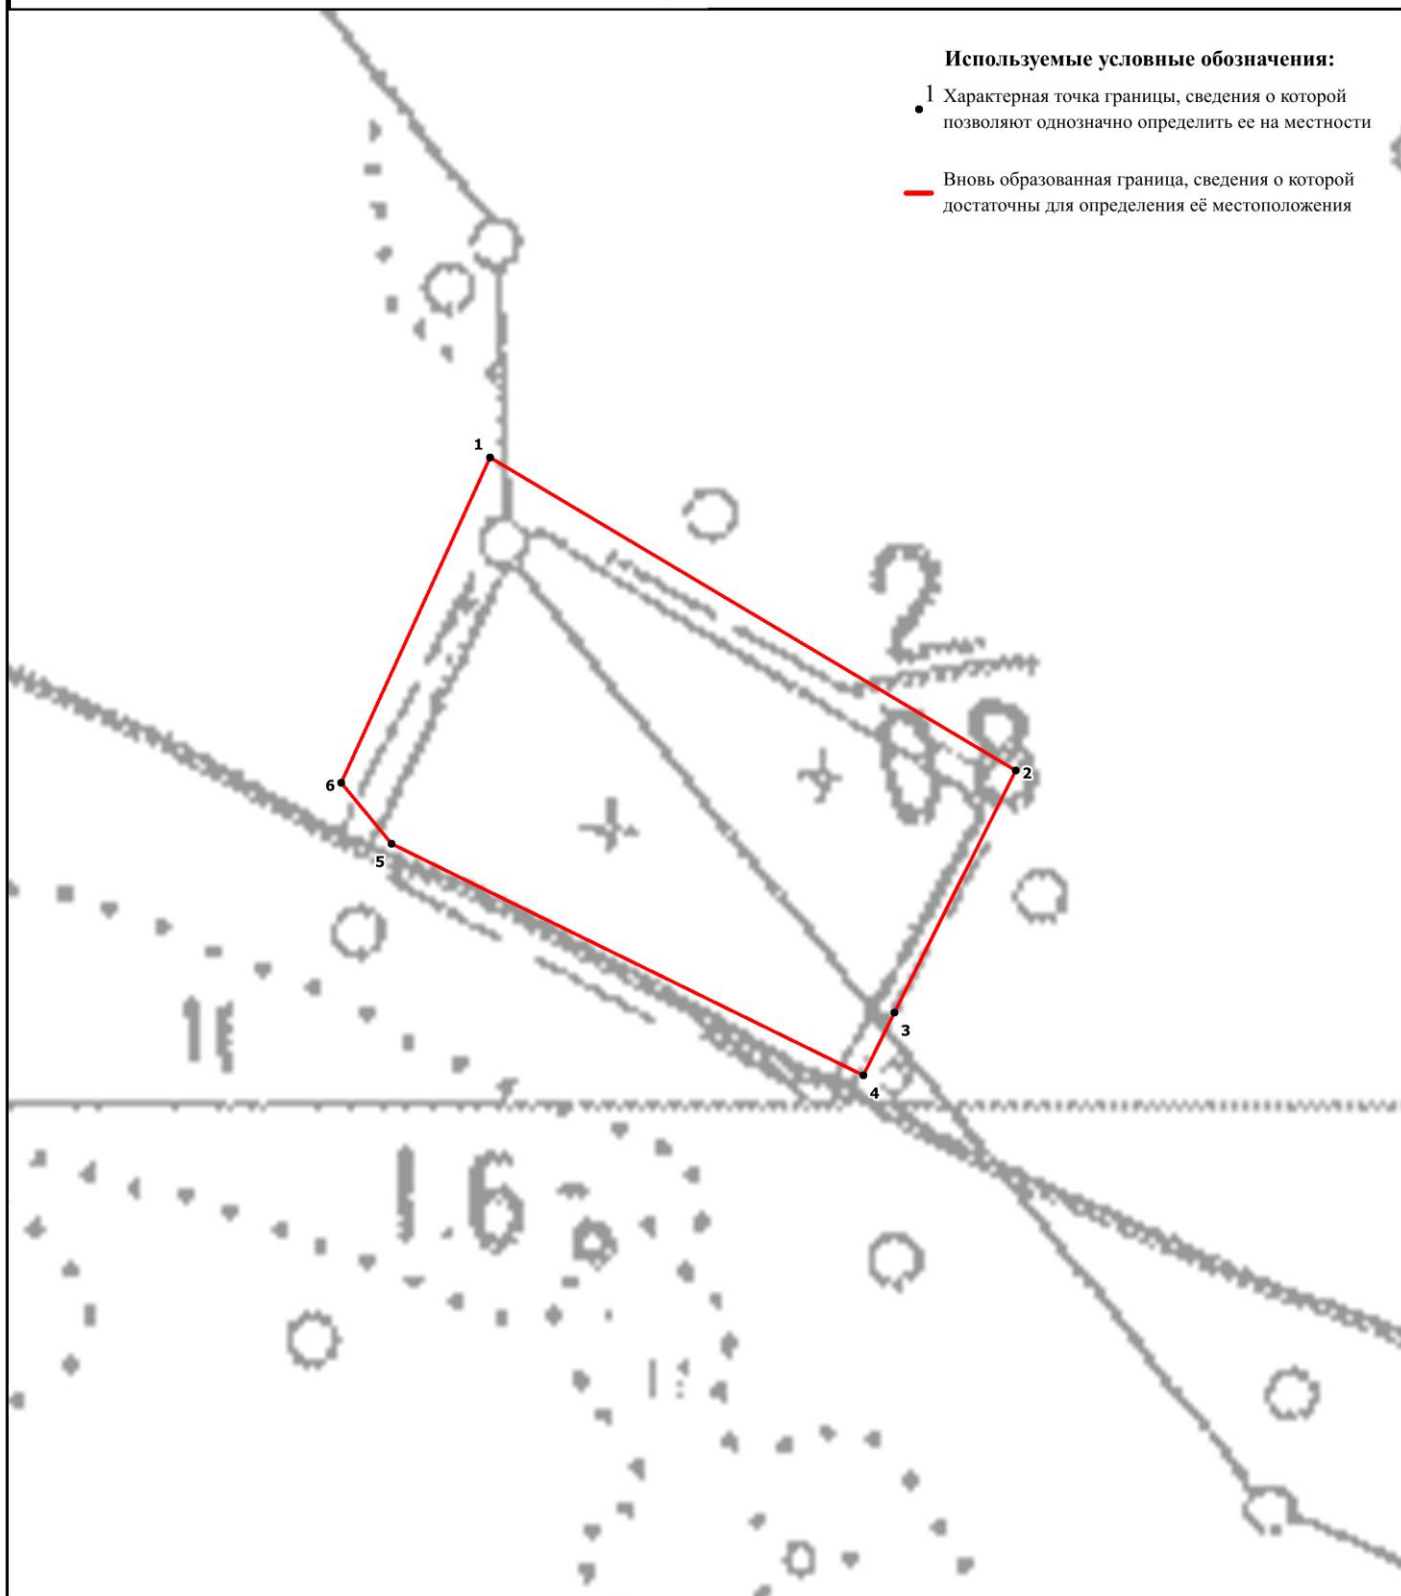 Используемые условные обозначения:
1 Характерная точка границы, сведения о которой
позволяют однозначно определить ее на местности
Вновь образованная граница, сведения о которой
достаточны для определения её местоположения
1
2
2
6
5
3
4
16